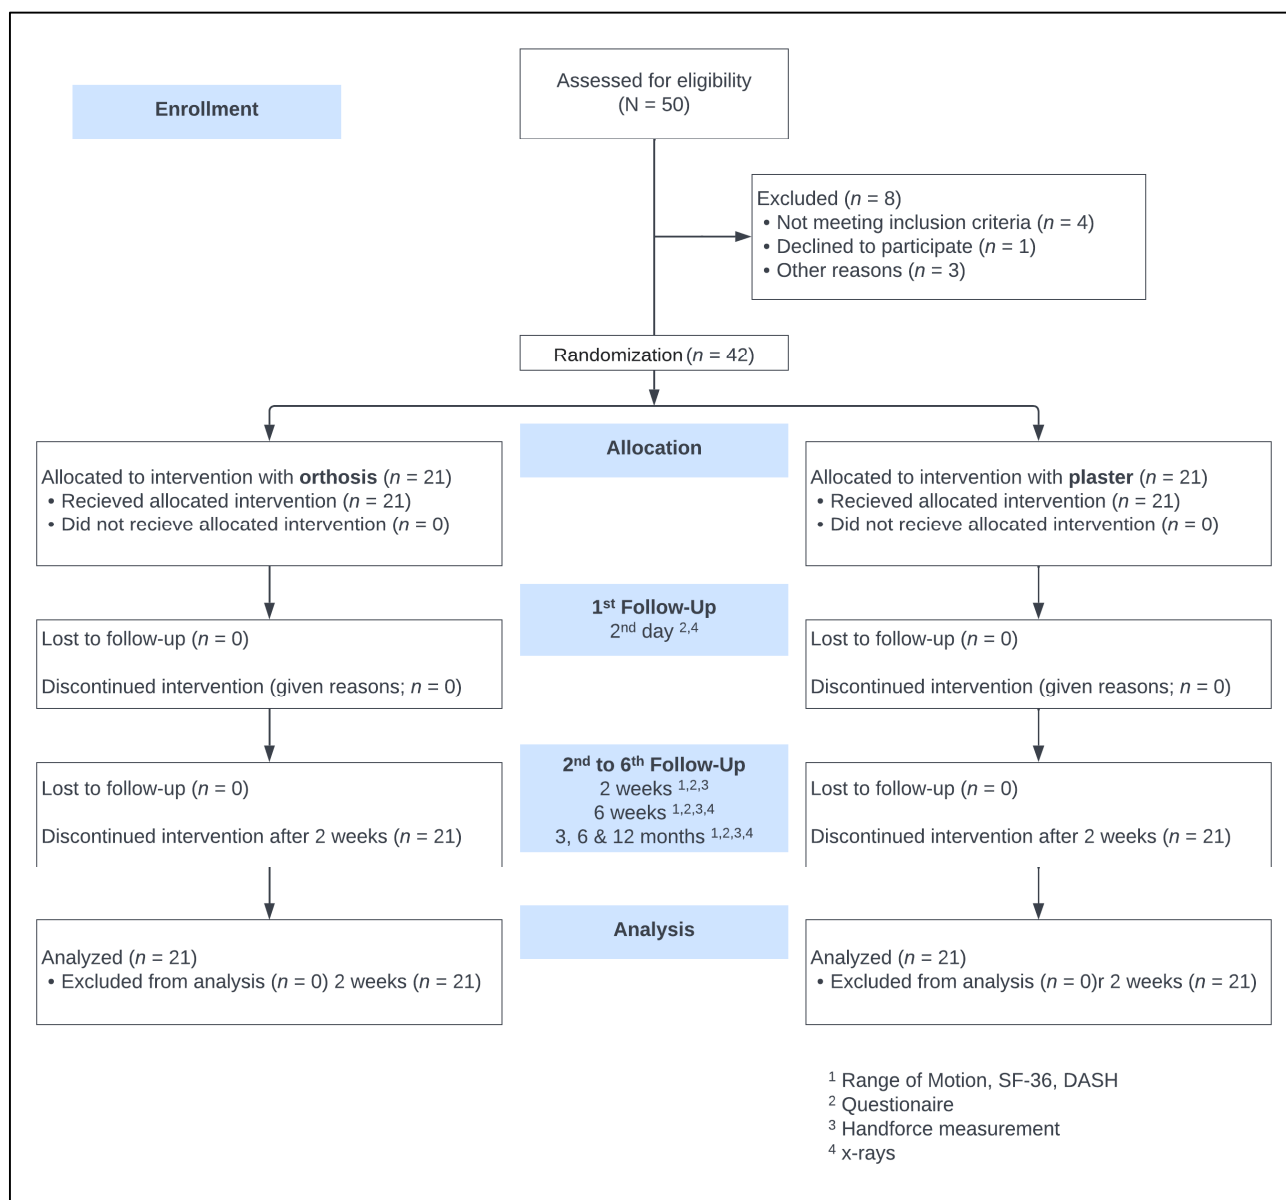 Enrollment
Assessed for eligibility
(N = 50)
Excluded (n = 8)
• Not meeting inclusion criteria (n = 4)
• Declined to participate (n = 1)
• Other reasons (n = 3)
Randomization (n = 42)
Allocation
Allocated to intervention with orthosis (n = 21)
• Recieved allocated intervention (n = 21)
• Did not recieve allocated intervention (n = 0)
Allocated to intervention with plaster (n = 21)
• Recieved allocated intervention (n = 21)
• Did not recieve allocated intervention (n = 0)
1st Follow-Up
2nd day 2,4
Lost to follow-up (n = 0)
Discontinued intervention (given reasons; n = 0)
Lost to follow-up (n = 0)
Discontinued intervention (given reasons; n = 0)
2nd to 6th Follow-Up
2 weeks 1,2,3
6 weeks 1,2,3,4
3, 6 & 12 months 1,2,3,4
Lost to follow-up (n = 0)
Discontinued intervention after 2 weeks (n = 21)
Lost to follow-up (n = 0)
Discontinued intervention after 2 weeks (n = 21)
Analysis
Analyzed (n = 21)
• Excluded from analysis (n = 0) 2 weeks (n = 21)
Analyzed (n = 21)
• Excluded from analysis (n = 0)r 2 weeks (n = 21)
1 Range of Motion, SF-36, DASH
2 Questionaire
3 Handforce measurement
4 x-rays